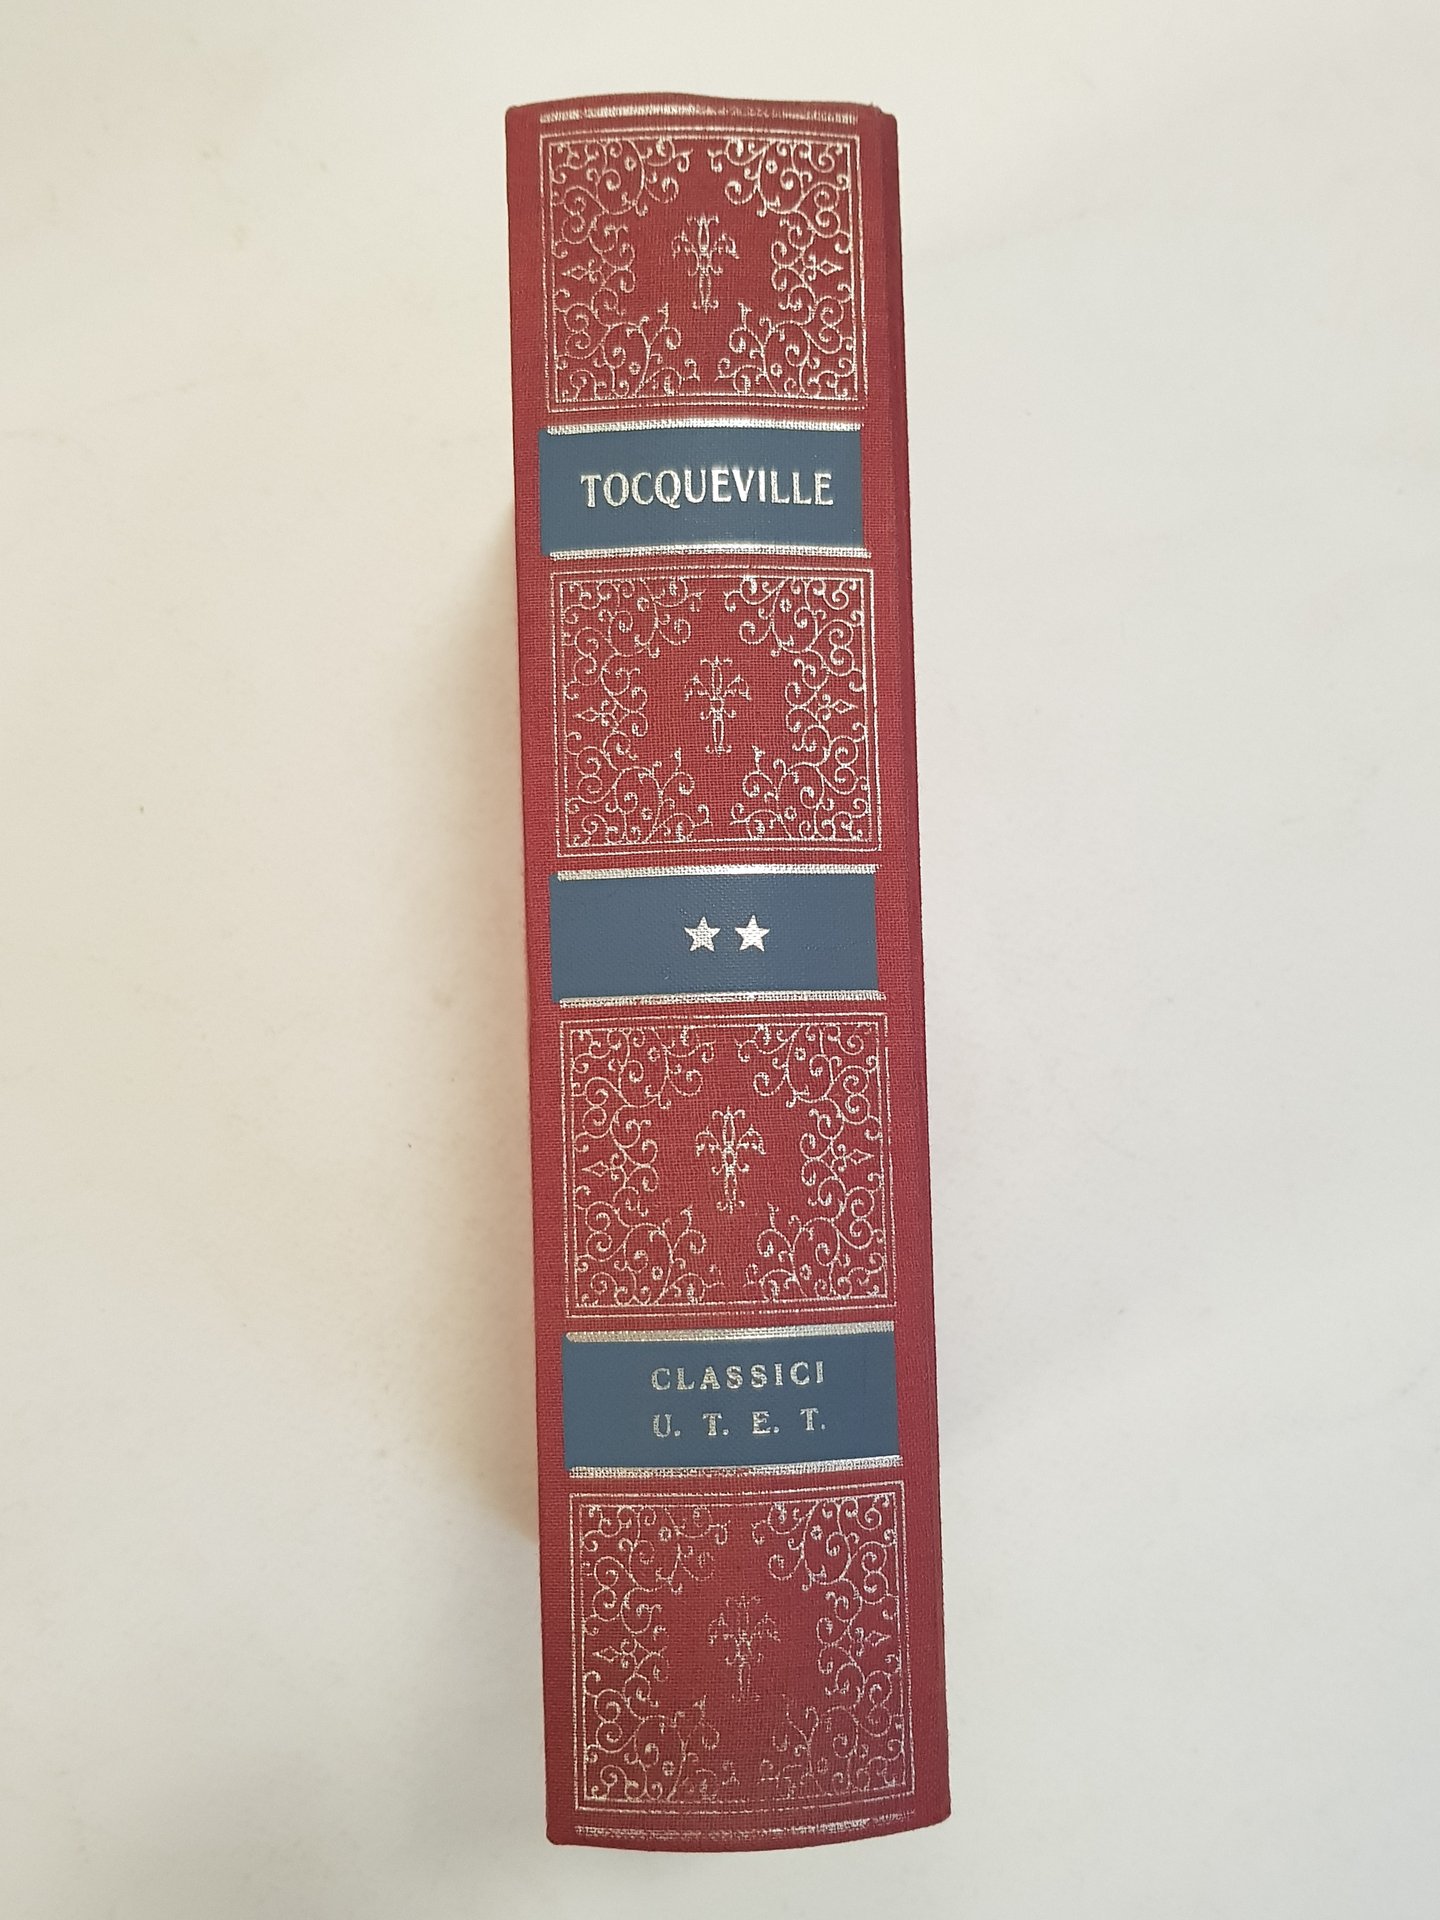 TOCQUEVILLE
★★
CLASSICI
U. T. E. T.